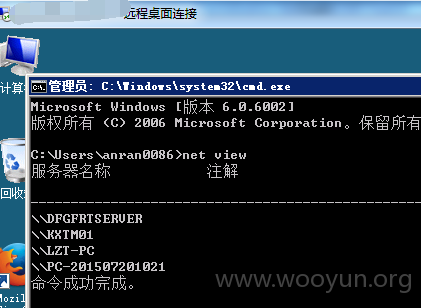 远程桌面连接
管理员: C:\Windows\system32\cmd.exe
计算
Microsoft Windows [版本 6.0.6002]
版权所有 (C) 2006 Microsoft Corporation。保留所有
C:\Users\anran0086>net view
服务器名称 注解
回收
-------------------------------------------------------------------------------
\\DFGFRTSERVER
\\KXTM01
\\LZT-PC
\\PC-201507201021
命令成功完成。
Mozil
www.wooyun.org